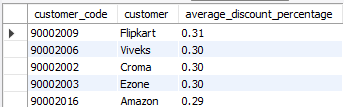 customer_code customer average_discount_percentage
90002009 Flipkart 0.31
90002006 Viveks 0.30
90002002 Croma 0.30
90002003 Ezone 0.30
90002016 Amazon 0.29